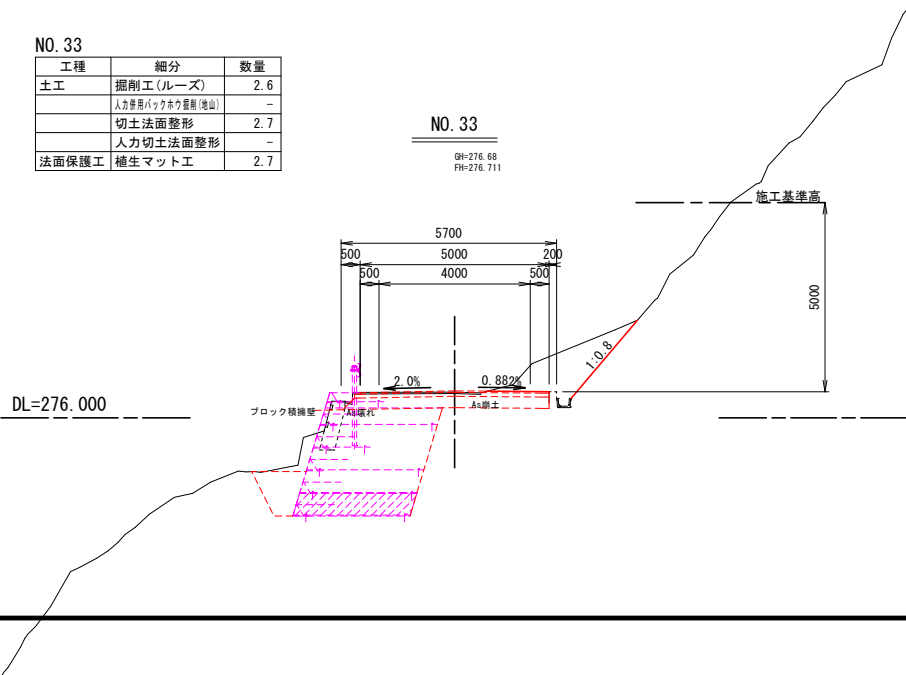 NO. 33
工種 細分 数量
土工 掘削工(ルーズ) 2.6
人力併用バックホウ掘削(地山) -
切土法面整形 2.7
人力切土法面整形 -
法面保護工 植生マット工 2.7
NO. 33
GH=276.68
FH=276.711
施工基準高
5700
500 5000 200
500 4000 500
5000
1:0.8
2.0% 0.882%
DL=276.000
ブロック積擁壁 As壊れ As崩土